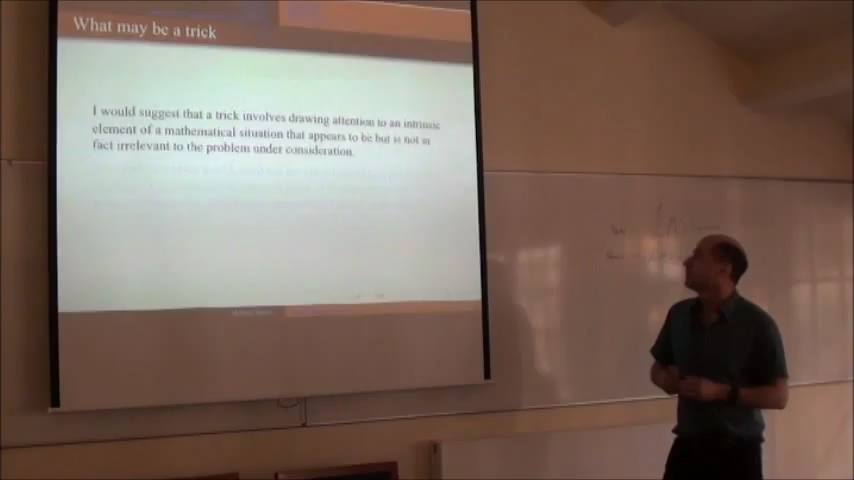 What may be a trick
I would suggest that a trick involves drawing attention to an intrinsic
element of a mathematical situation that appears to be but is not in
fact irrelevant to the problem under consideration.